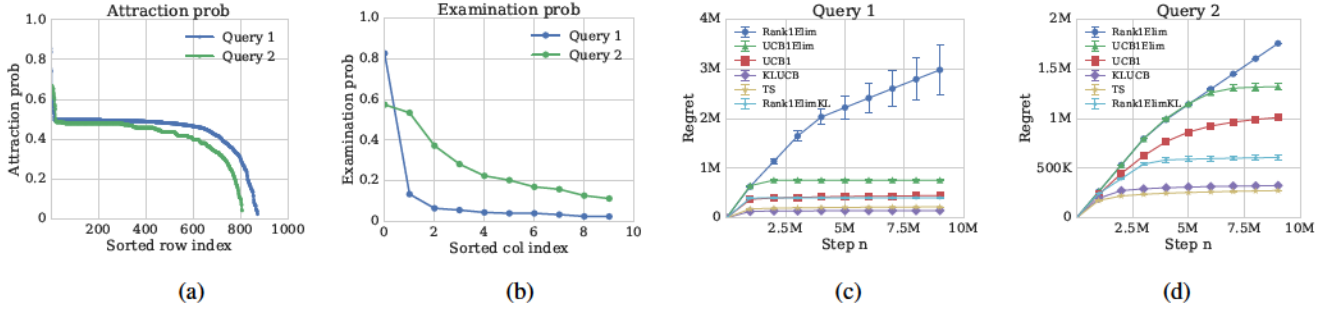 Attraction prob
1.0
0.8
0.6
0.4
0.2
0
Attraction prob
Query 1
Query 2
200 400 600 800 1000
Sorted row index
(a)
Examination prob
1.0
0.8
0.6
0.4
0.2
0
Examination prob
Query 1
Query 2
0 2 4 6 8 10
Sorted col index
(b)
Query 1
4M
3M
2M
1M
0
Regret
Rank1Elim
UCB1Elim
UCB1
KLUCB
TS
Rank1ElimKL
2.5M 5M 7.5M 10M
Step n
(c)
Query 2
2M
1.5M
1M
500K
0
Regret
Rank1Elim
UCB1Elim
UCB1
KLUCB
TS
Rank1ElimKL
2.5M 5M 7.5M 10M
Step n
(d)